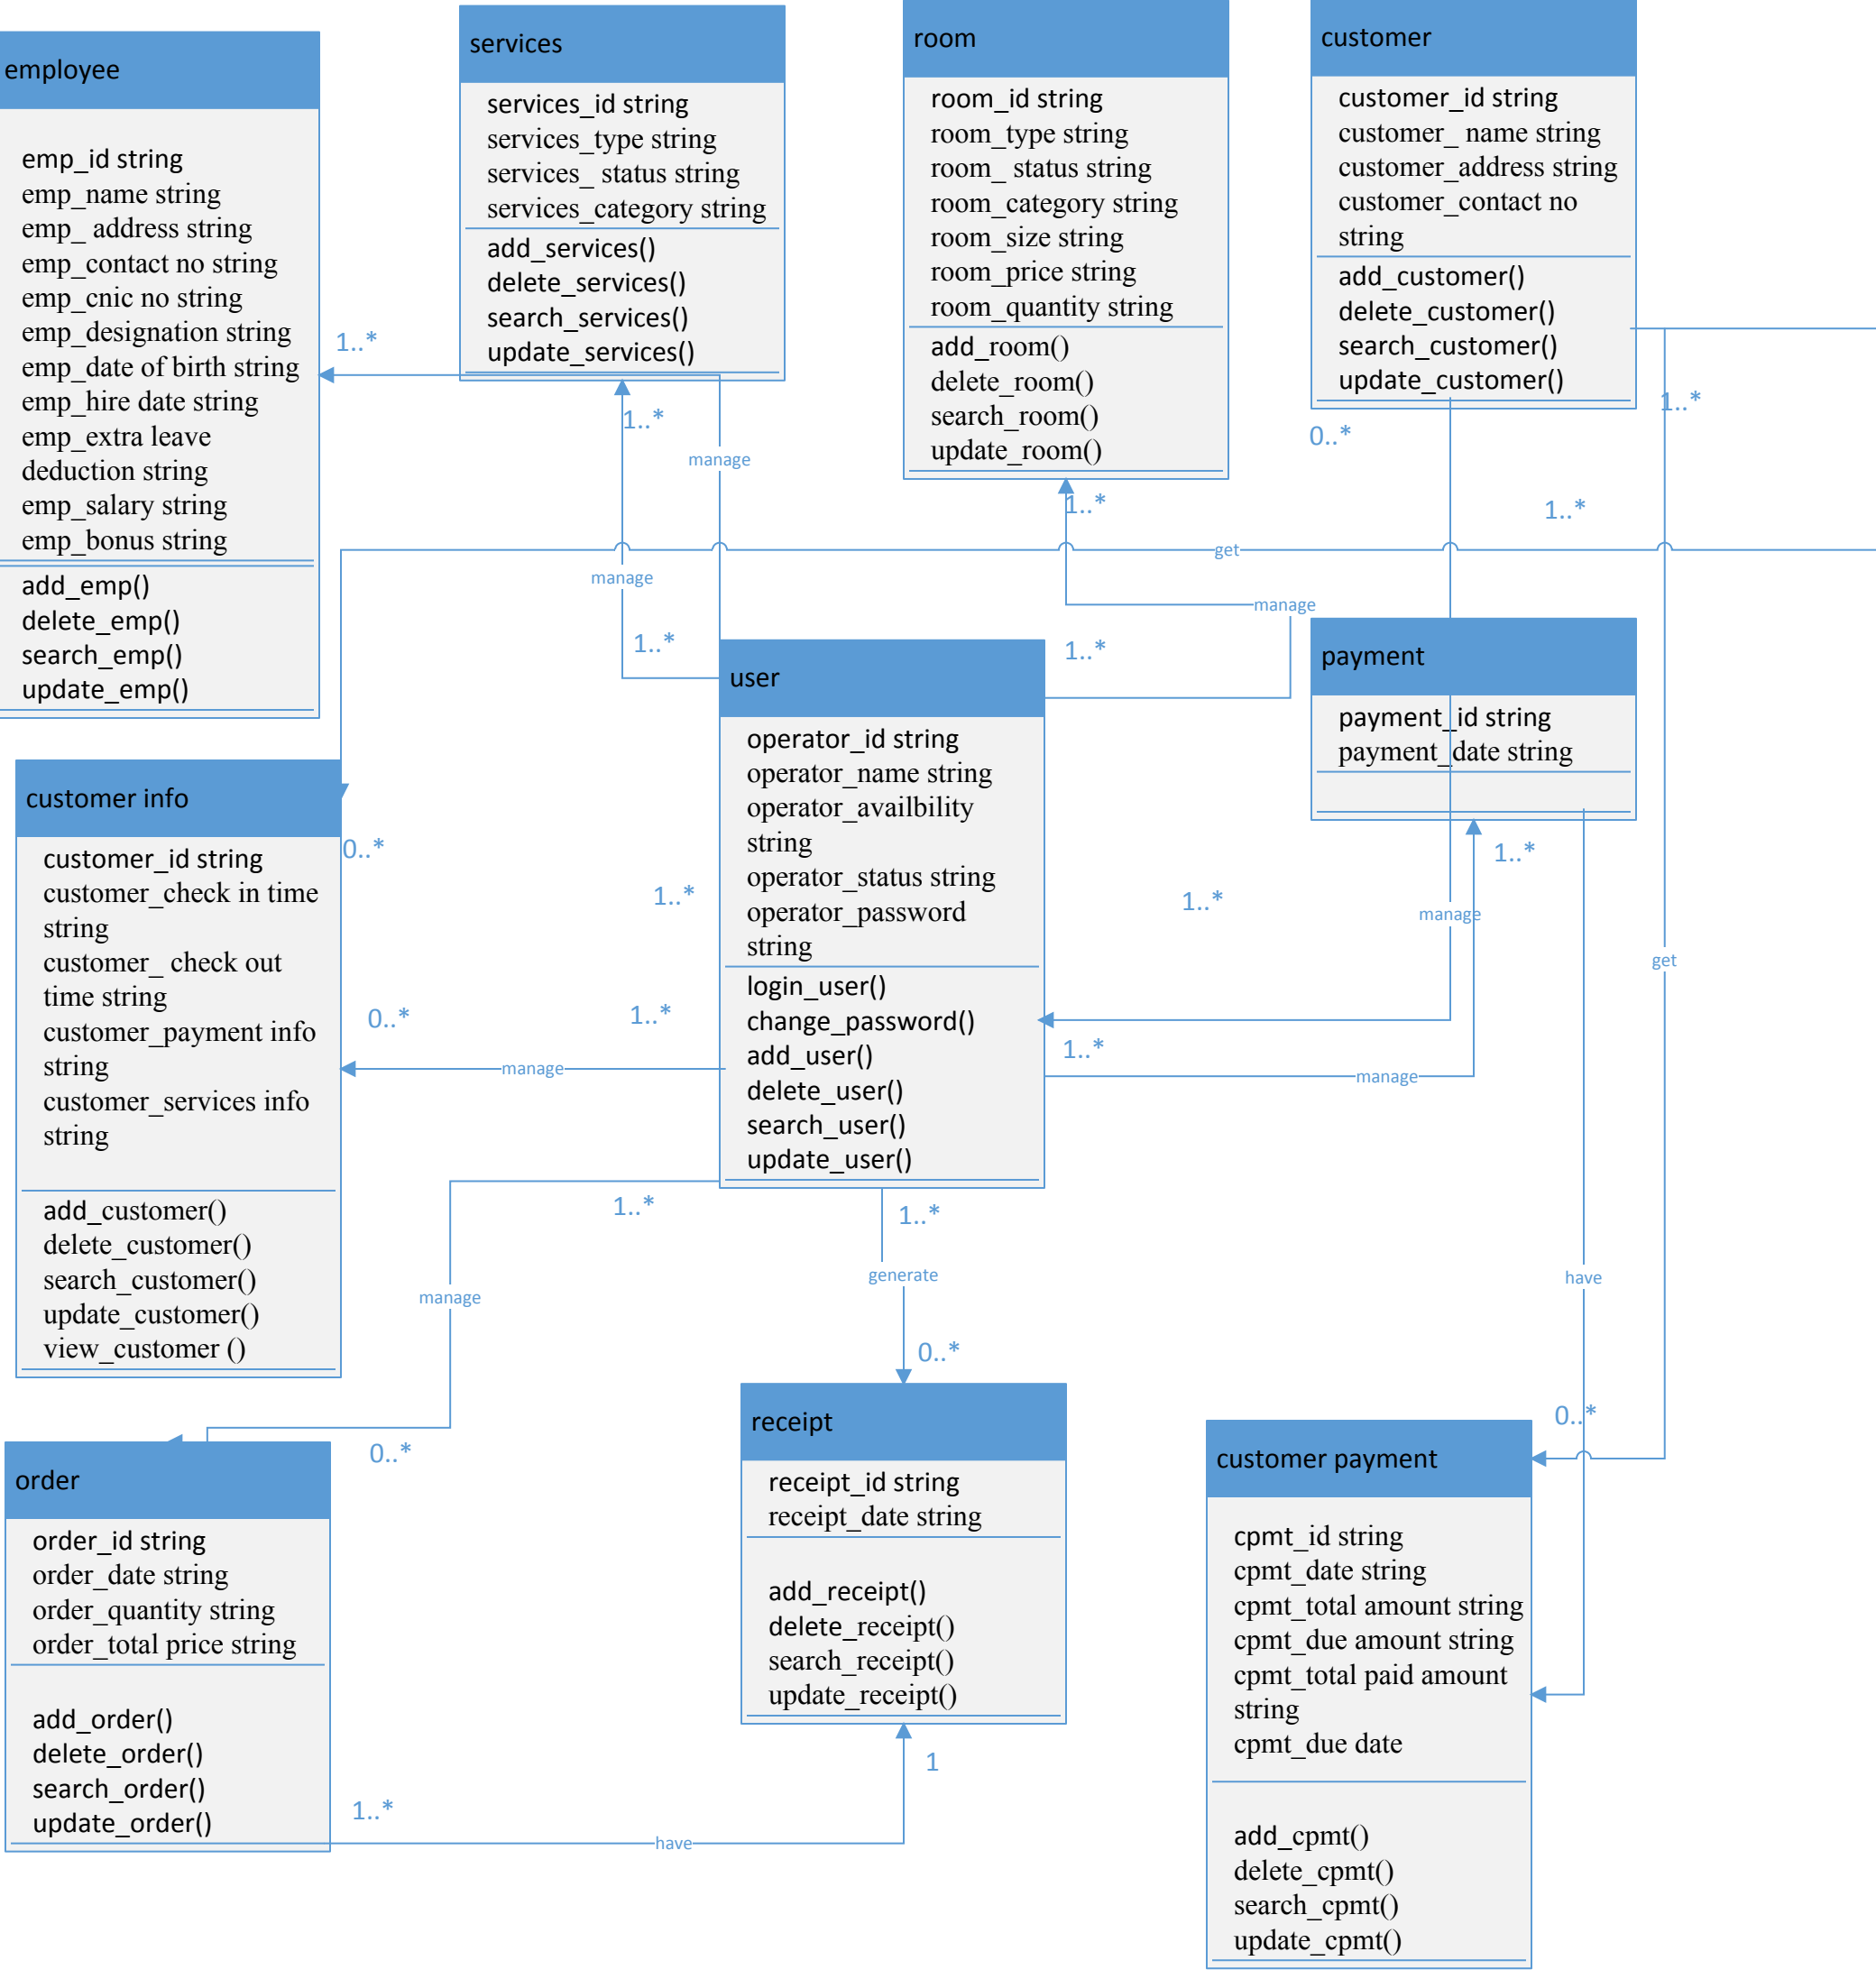 employee
emp_id string
emp_name string
emp_ address string
emp_contact no string
emp_cnic no string
emp_designation string
emp_date of birth string
emp_hire date string
emp_extra leave
deduction string
emp_salary string
emp_bonus string
add_emp()
delete_emp()
search_emp()
update_emp()
services
services_id string
services_type string
services_ status string
services_category string
add_services()
delete_services()
search_services()
update_services()
room
room_id string
room_type string
room_ status string
room_category string
room_size string
room_price string
room_quantity string
add_room()
delete_room()
search_room()
update_room()
customer
customer_id string
customer_ name string
customer_address string
customer_contact no
string
add_customer()
delete_customer()
search_customer()
update_customer()
1..*
1..*
manage
1..*
0..*
1..*
1..*
manage
get
manage
1..*
1..*
user
operator_id string
operator_name string
operator_availbility
string
operator_status string
operator_password
string
login_user()
change_password()
add_user()
delete_user()
search_user()
update_user()
payment
payment_id string
payment_date string
customer info
customer_id string
customer_check in time
string
customer_ check out
time string
customer_payment info
string
customer_services info
string
add_customer()
delete_customer()
search_customer()
update_customer()
view_customer ()
0..*
1..*
1..*
1..*
manage
get
0..*
1..*
1..*
manage
manage
1..*
1..*
generate
have
manage
0..*
0..*
0..*
order
order_id string
order_date string
order_quantity string
order_total price string
add_order()
delete_order()
search_order()
update_order()
receipt
receipt_id string
receipt_date string
add_receipt()
delete_receipt()
search_receipt()
update_receipt()
customer payment
cpmt_id string
cpmt_date string
cpmt_total amount string
cpmt_due amount string
cpmt_total paid amount
string
cpmt_due date
add_cpmt()
delete_cpmt()
search_cpmt()
update_cpmt()
1
1..*
have